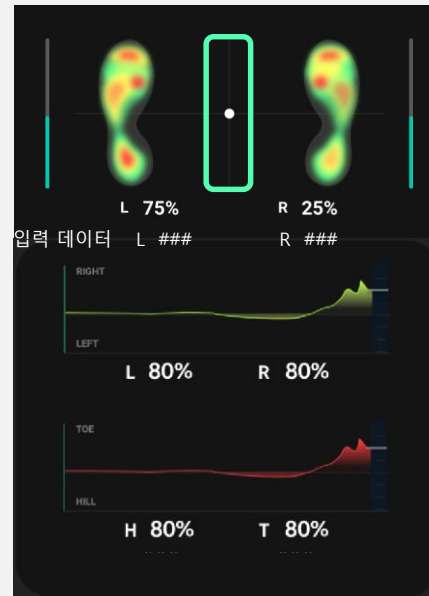 L 75% R 25%
입력 데이터 L ### R ###
RIGHT
LEFT
L 80% R 80%
TOE
HILL
H 80% T 80%